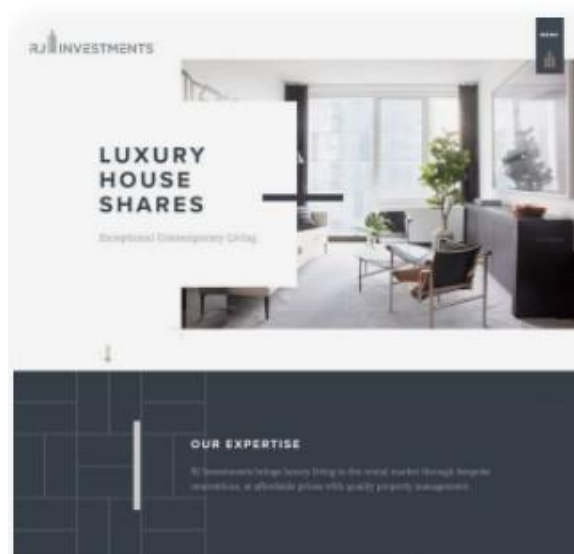 RJ INVESTMENTS
MENU
LUXURY
HOUSE
SHARES
Exceptional Contemporary Living
OUR EXPERTISE
RJ Investments brings luxury living to the rental market through bespoke
renovations, at affordable prices with quality property management.